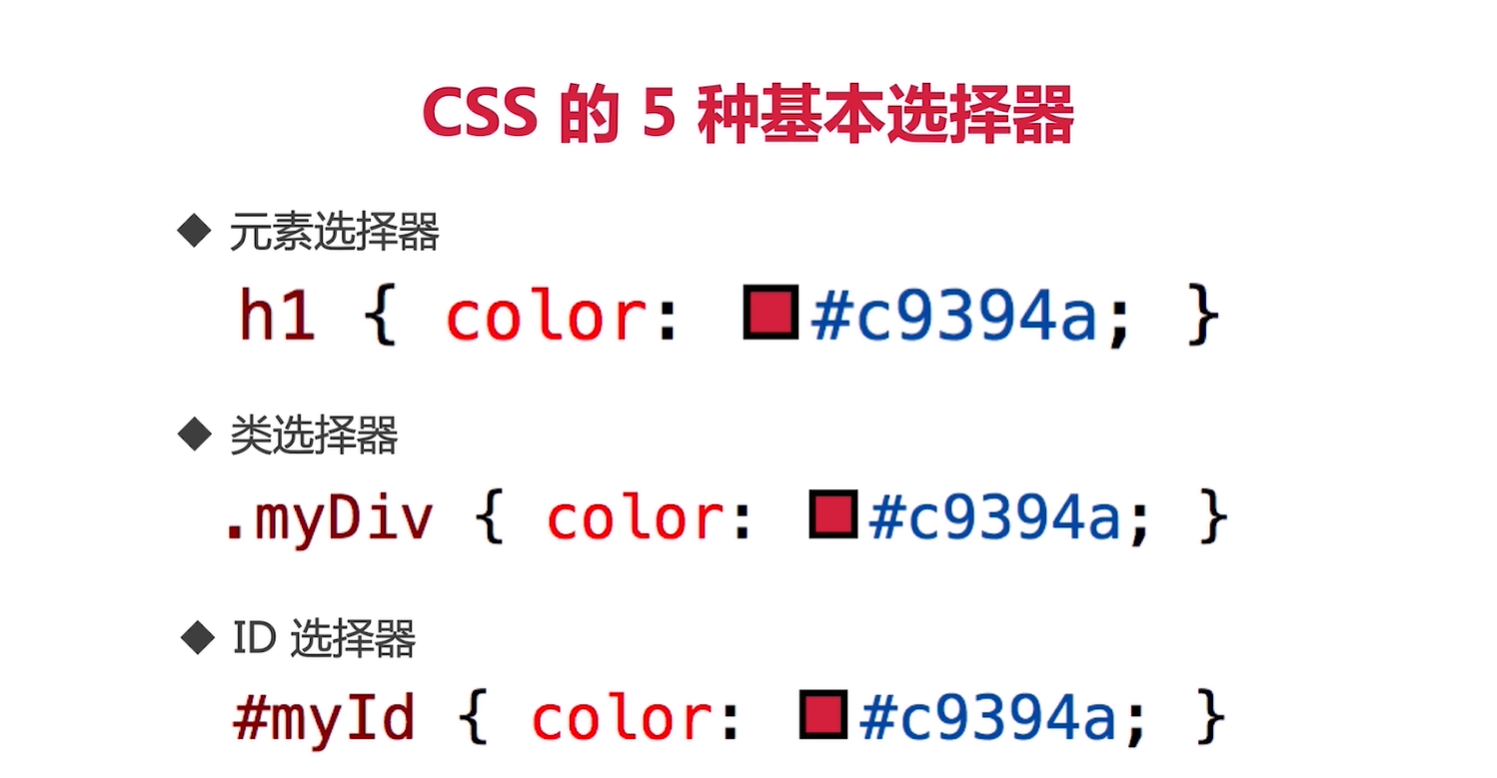 CSS 的 5 种基本选择器
◆ 元素选择器
h1 { color: #c9394a; }
◆ 类选择器
.myDiv { color: #c9394a; }
◆ ID 选择器
#myId { color: #c9394a; }